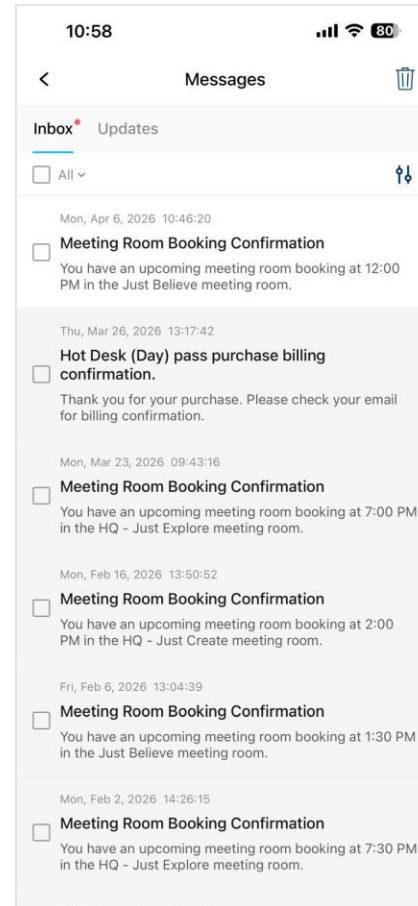 10:58
80
Messages
Inbox Updates
All
Mon, Apr 6, 2026 10:46:20
Meeting Room Booking Confirmation
You have an upcoming meeting room booking at 12:00
PM in the Just Believe meeting room.
Thu, Mar 26, 2026 13:17:42
Hot Desk (Day) pass purchase billing
confirmation.
Thank you for your purchase. Please check your email
for billing confirmation.
Mon, Mar 23, 2026 09:43:16
Meeting Room Booking Confirmation
You have an upcoming meeting room booking at 7:00 PM
in the HQ - Just Explore meeting room.
Mon, Feb 16, 2026 13:50:52
Meeting Room Booking Confirmation
You have an upcoming meeting room booking at 2:00
PM in the HQ - Just Create meeting room.
Fri, Feb 6, 2026 13:04:39
Meeting Room Booking Confirmation
You have an upcoming meeting room booking at 1:30 PM
in the Just Believe meeting room.
Mon, Feb 2, 2026 14:26:15
Meeting Room Booking Confirmation
You have an upcoming meeting room booking at 7:30 PM
in the HQ - Just Explore meeting room.